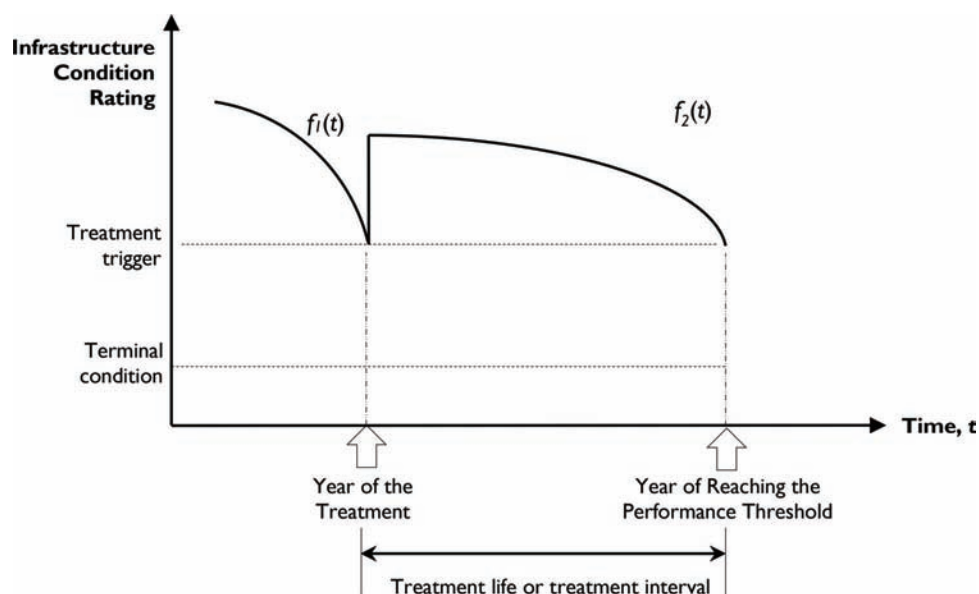 Infrastructure
Condition
Rating
f1(t)
f2(t)
Treatment
trigger
Terminal
condition
Time, t
Year of the
Treatment
Year of Reaching the
Performance Threshold
Treatment life or treatment interval